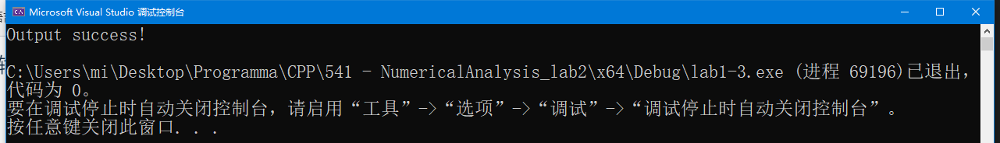 Microsoft Visual Studio 调试控制台
Output success!
C:\Users\mi\Desktop\Programma\CPP\541 - NumericalAnalysis_lab2\x64\Debug\lab1-3.exe (进程 69196)已退出，
代码为 0。
要在调试停止时自动关闭控制台，请启用“工具”->“选项”->“调试”->“调试停止时自动关闭控制台”。
按任意键关闭此窗口. . .